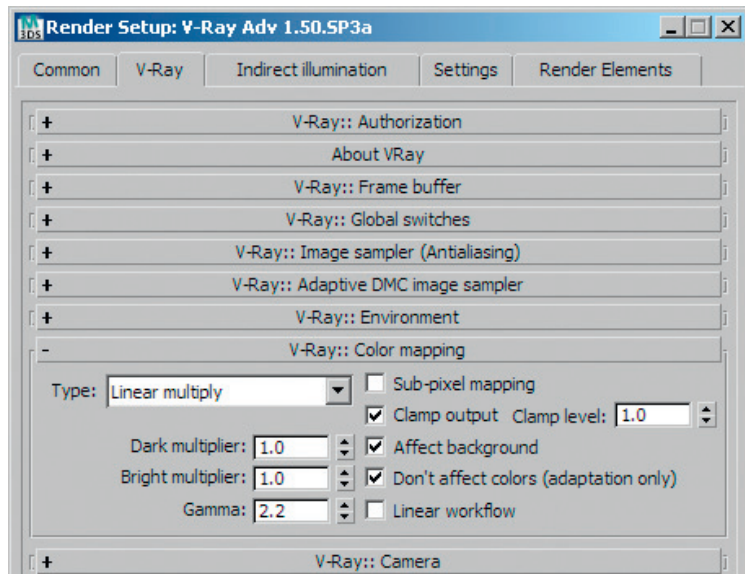 M
3DS
Render Setup: V-Ray Adv 1.50.SP3a
Common V-Ray Indirect illumination Settings Render Elements
+ V-Ray:: Authorization
+ About VRay
+ V-Ray:: Frame buffer
+ V-Ray:: Global switches
+ V-Ray:: Image sampler (Antialiasing)
+ V-Ray:: Adaptive DMC image sampler
+ V-Ray:: Environment
- V-Ray:: Color mapping
Type: Linear multiply Sub-pixel mapping
Clamp output Clamp level: 1.0
Dark multiplier: 1.0 Affect background
Bright multiplier: 1.0 Don't affect colors (adaptation only)
Gamma: 2.2 Linear workflow
+ V-Ray:: Camera